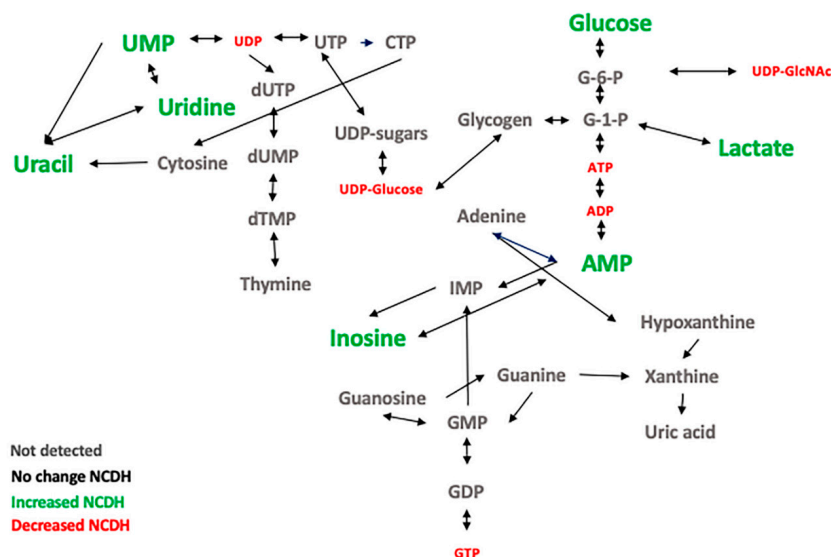 Glucose
UMP
UDP
UTP
CTP
G-6-P
UDP-GlcNAc
dUTP
Uridine
Glycogen
G-1-P
UDP-sugars
Lactate
Uracil
Cytosine
dUMP
ATP
UDP-Glucose
ADP
dTMP
Adenine
AMP
Thymine
IMP
Hypoxanthine
Inosine
Guanine
Xanthine
Guanosine
GMP
Uric acid
Not detected
No change NCDH
Increased NCDH
Decreased NCDH
GDP
GTP